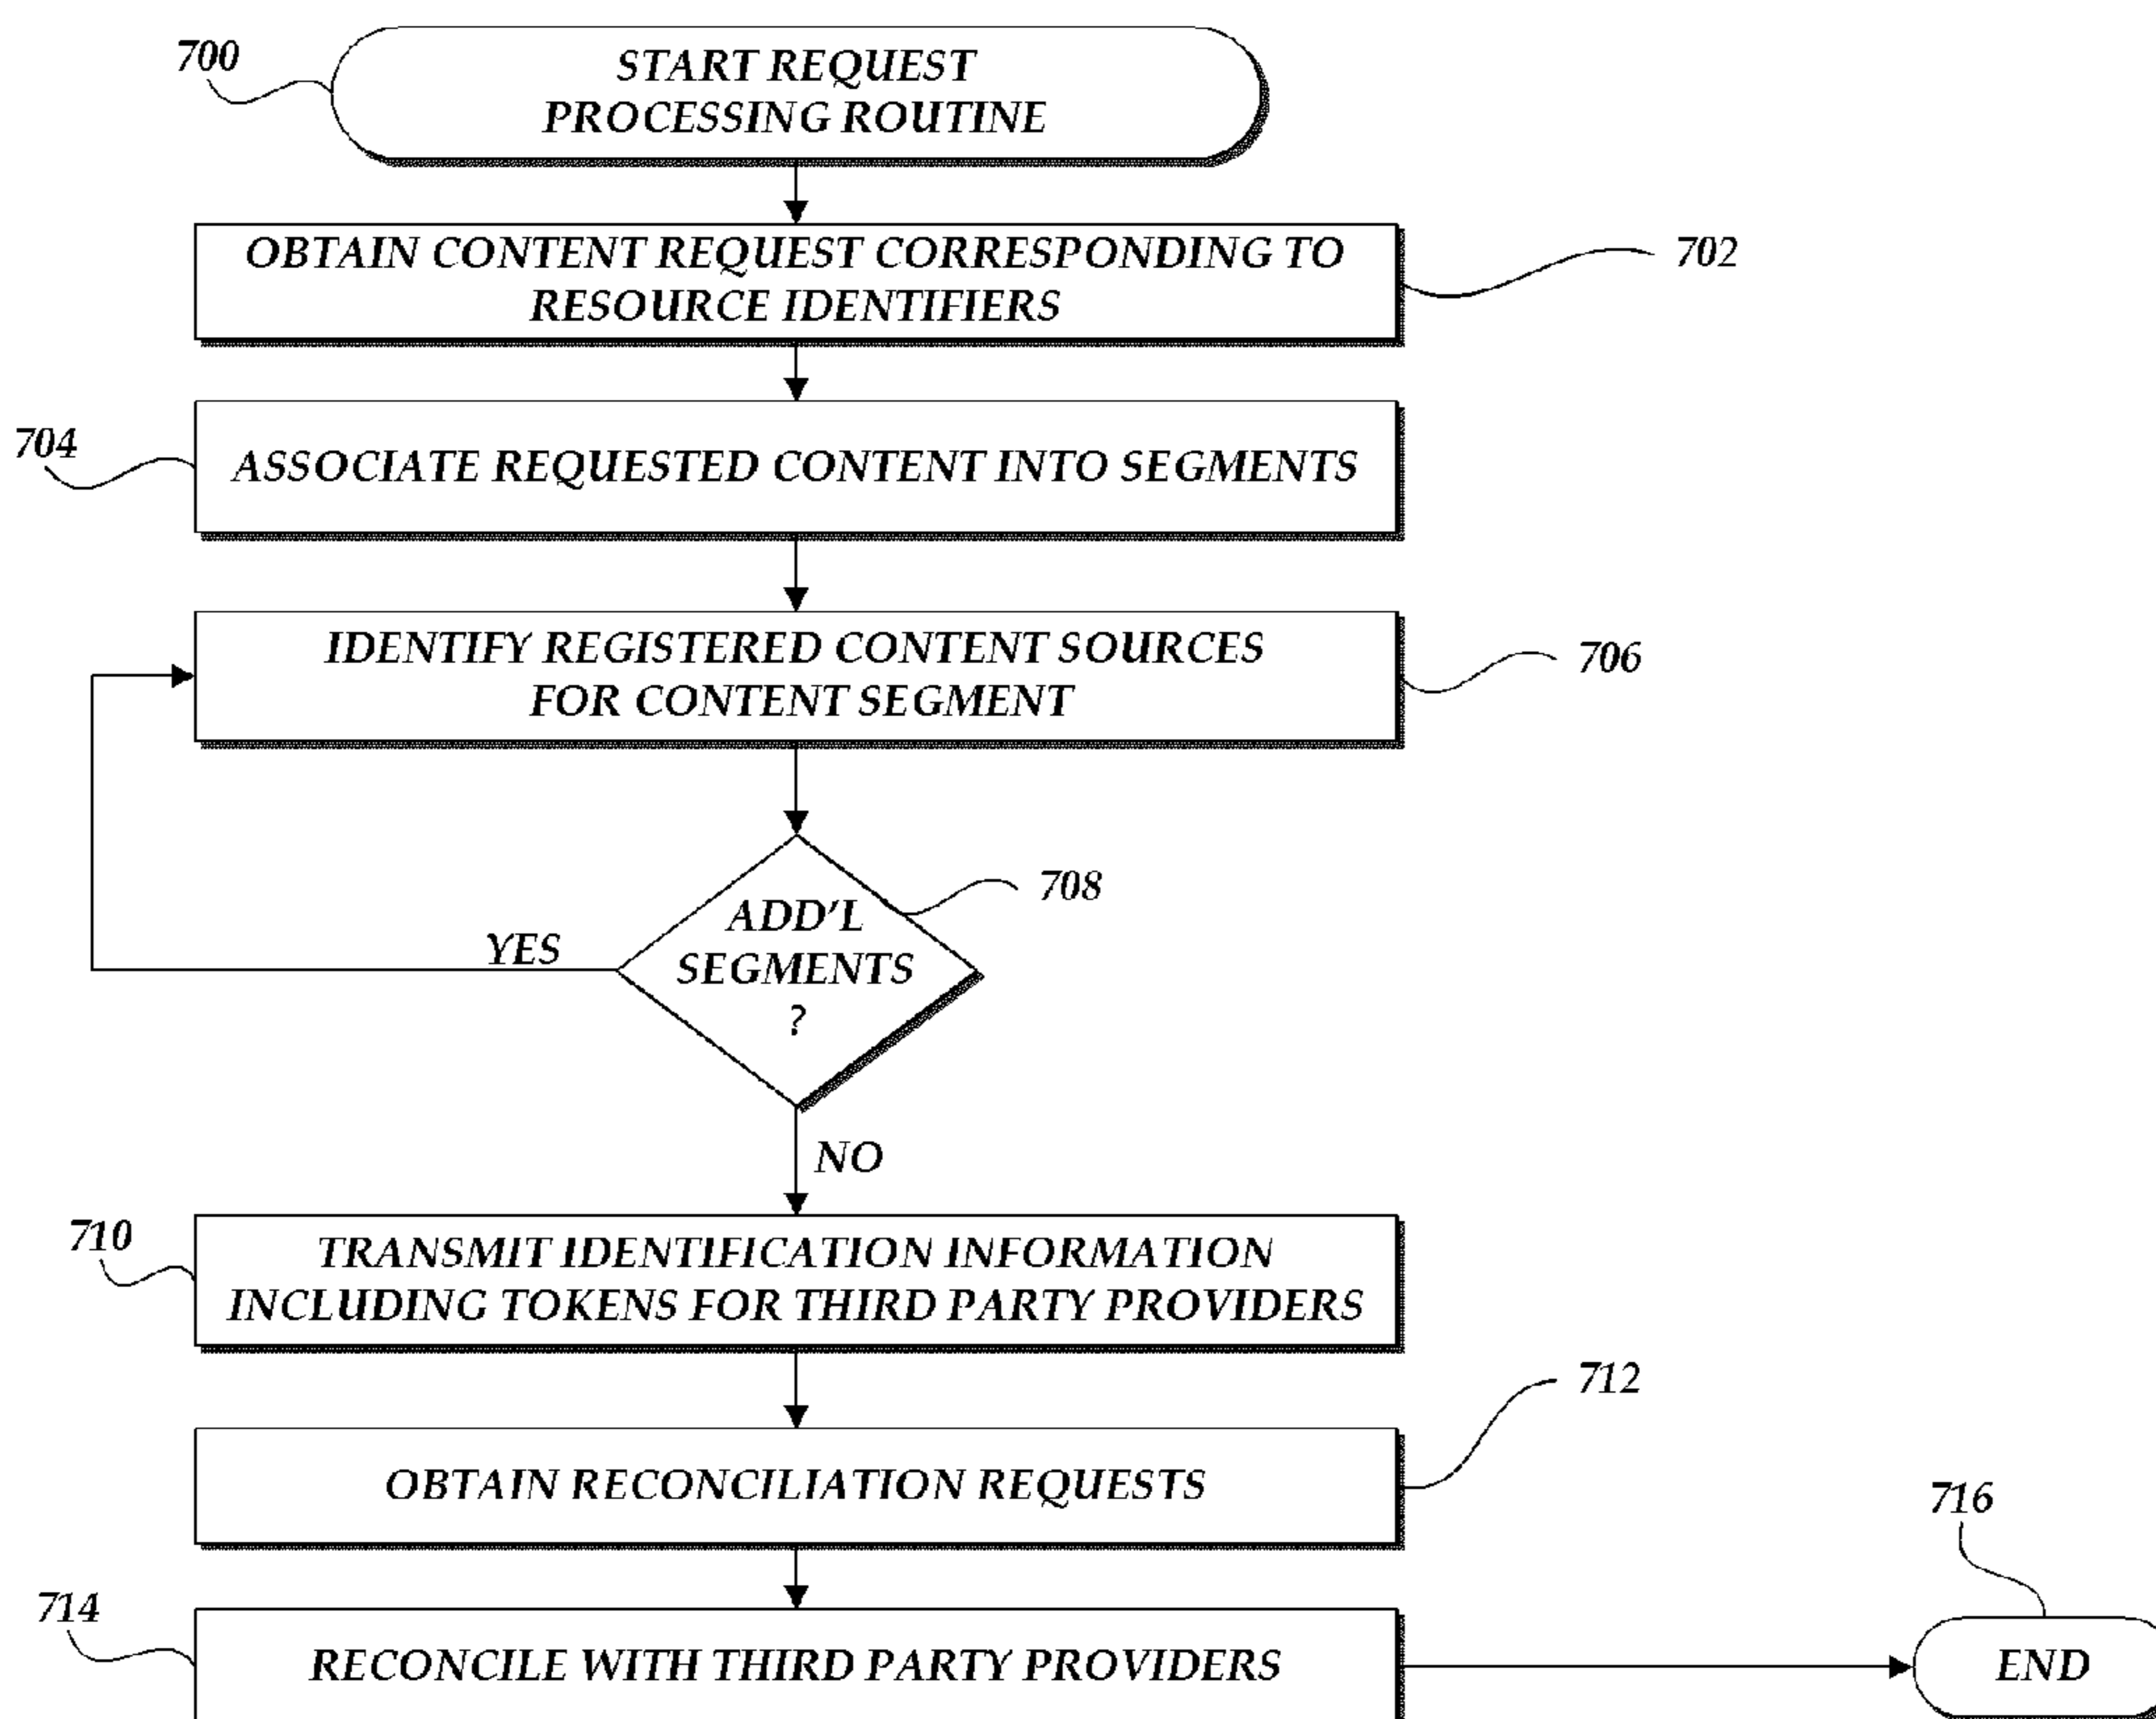 700
START REQUEST
PROCESSING ROUTINE
OBTAIN CONTENT REQUEST CORRESPONDING TO
RESOURCE IDENTIFIERS
702
704
ASSOCIATE REQUESTED CONTENT INTO SEGMENTS
IDENTIFY REGISTERED CONTENT SOURCES
FOR CONTENT SEGMENT
706
708
ADD'L
SEGMENTS
?
YES
NO
710
TRANSMIT IDENTIFICATION INFORMATION
INCLUDING TOKENS FOR THIRD PARTY PROVIDERS
712
OBTAIN RECONCILIATION REQUESTS
714
RECONCILE WITH THIRD PARTY PROVIDERS
716
END